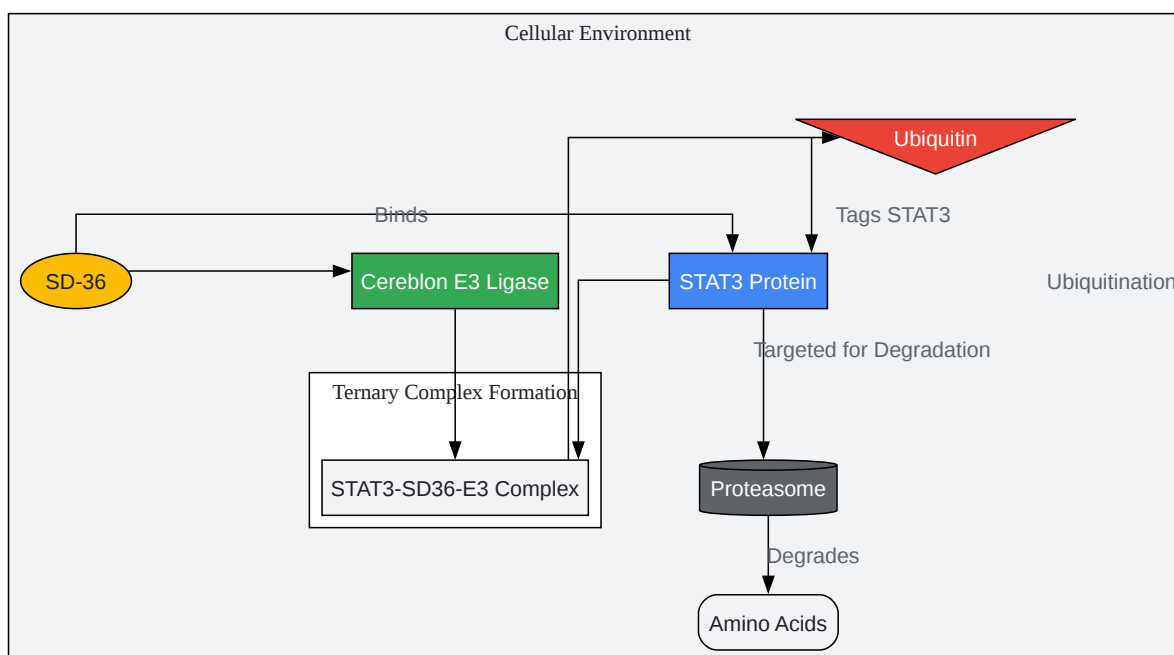 Cellular Environment
Ubiquitin
Binds
Tags STAT3
SD-36
Cereblon E3 Ligase
STAT3 Protein
Ubiquitination
Targeted for Degradation
Ternary Complex Formation
STAT3-SD36-E3 Complex
Proteasome
Degrades
Amino Acids